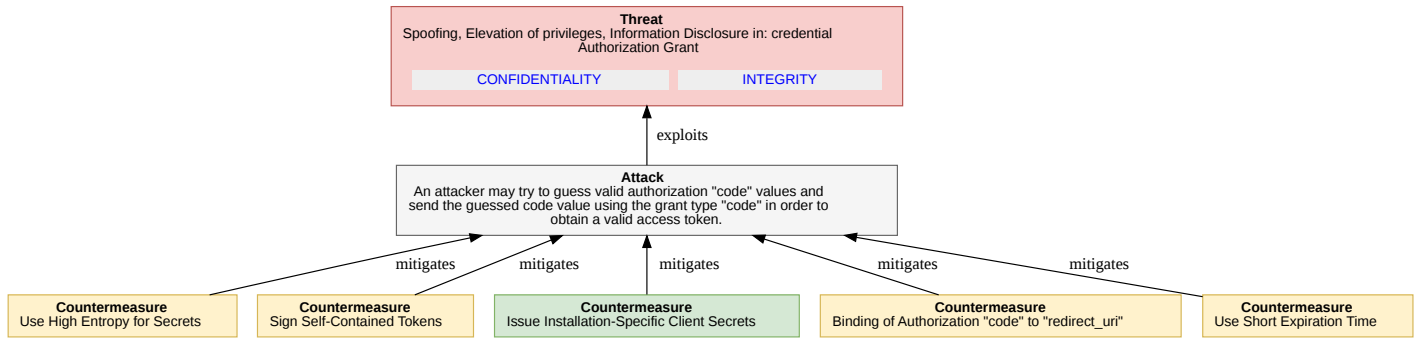 Threat
Spoofing, Elevation of privileges, Information Disclosure in: credential
Authorization Grant
CONFIDENTIALITY INTEGRITY
exploits
Attack
An attacker may try to guess valid authorization "code" values and
send the guessed code value using the grant type "code" in order to
obtain a valid access token.
mitigates mitigates mitigates mitigates mitigates
Countermeasure
Use High Entropy for Secrets
Countermeasure
Sign Self-Contained Tokens
Countermeasure
Issue Installation-Specific Client Secrets
Countermeasure
Binding of Authorization "code" to "redirect_uri"
Countermeasure
Use Short Expiration Time